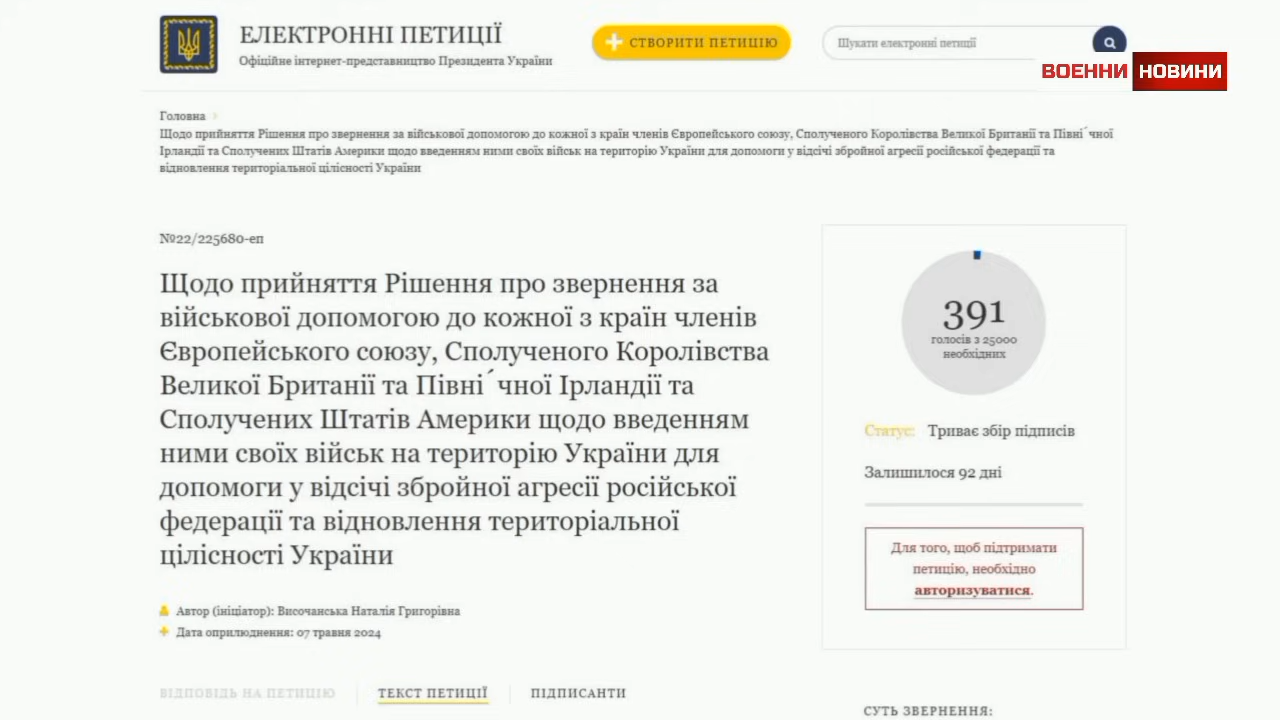 ЕЛЕКТРОННІ ПЕТИЦІЇ
Офіційне інтернет-представництво Президента України
СТВОРИТИ ПЕТИЦІЮ
Шукати електронні петиції
ВОЕННИ НОВИНИ
Головна
Щодо прийняття Рішення про звернення за військової допомогою до кожної з країн членів Європейського союзу, Сполученого Королівства Великої Британії та Півні´чної
Ірландії та Сполучених Штатів Америки щодо введенням ними своїх військ на територію України для допомоги у відсічі збройної агресії російської федерації та
відновлення територіальної цілісності України
№22/225680-еп
Щодо прийняття Рішення про звернення за
військової допомогою до кожної з країн членів
Європейського союзу, Сполученого Королівства
Великої Британії та Півні´чної Ірландії та
Сполучених Штатів Америки щодо введенням
ними своїх військ на територію України для
допомоги у відсічі збройної агресії російської
федерації та відновлення територіальної
цілісності України
Автор (ініціатор): Височанська Наталія Григорівна
Дата оприлюднення: 07 травня 2024
391
голосів з 25000
необхідних
Статус: Триває збір підписів
Залишилося 92 дні
Для того, щоб підтримати
петицію, необхідно
авторизуватися.
ВІДПОВІДЬ НА ПЕТИЦІЮ ТЕКСТ ПЕТИЦІЇ ПІДПИСАНТИ
СУТЬ ЗВЕРНЕННЯ: